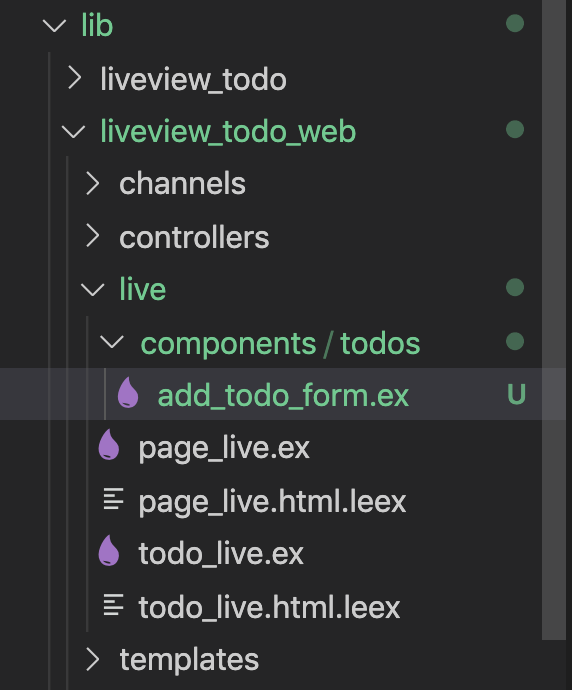 lib
liveview_todo
liveview_todo_web
channels
controllers
live
components / todos
add_todo_form.ex U
page_live.ex
page_live.html.leex
todo_live.ex
todo_live.html.leex
templates